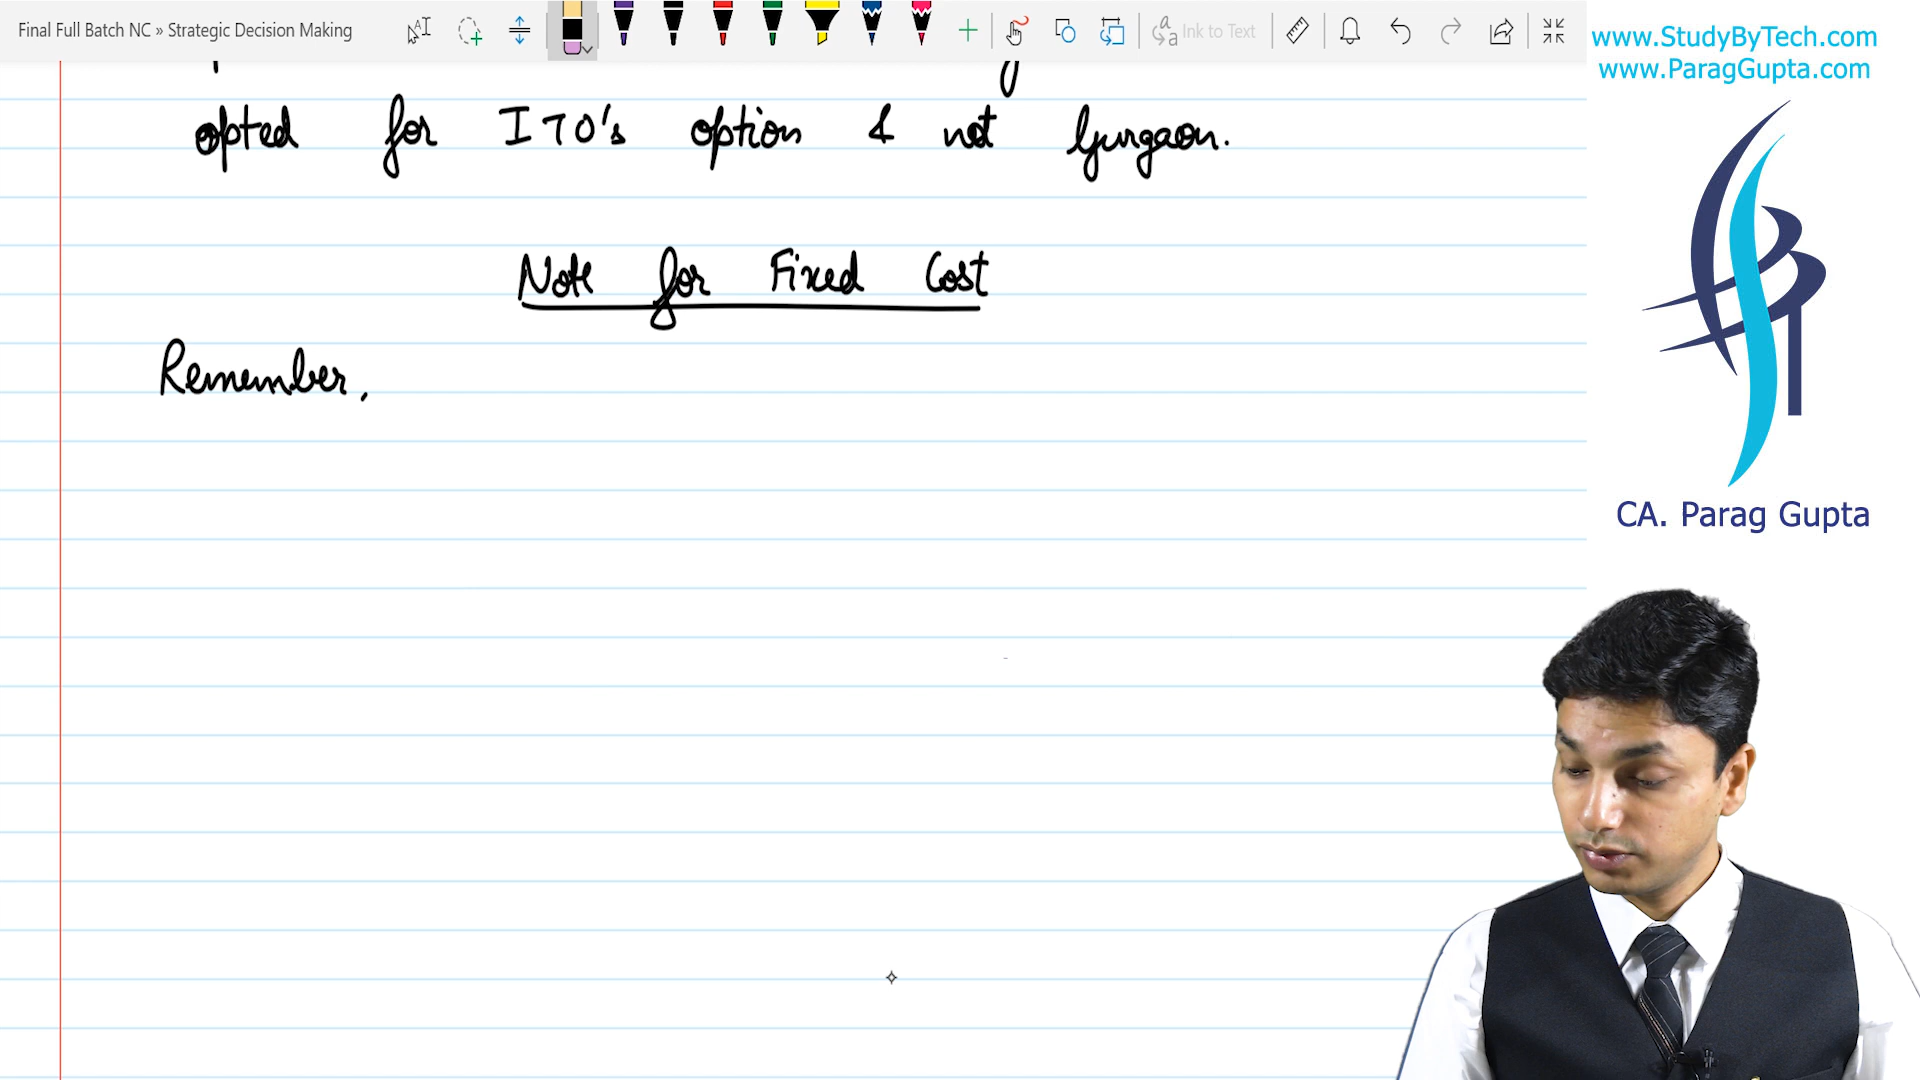 Final Full Batch NC » Strategic Decision Making
Ink to Text
www.StudyByTech.com
www.ParagGupta.com
opted for ITO's option & not Gurgaon.
Note for Fixed Cost
Remember,
CA. Parag Gupta